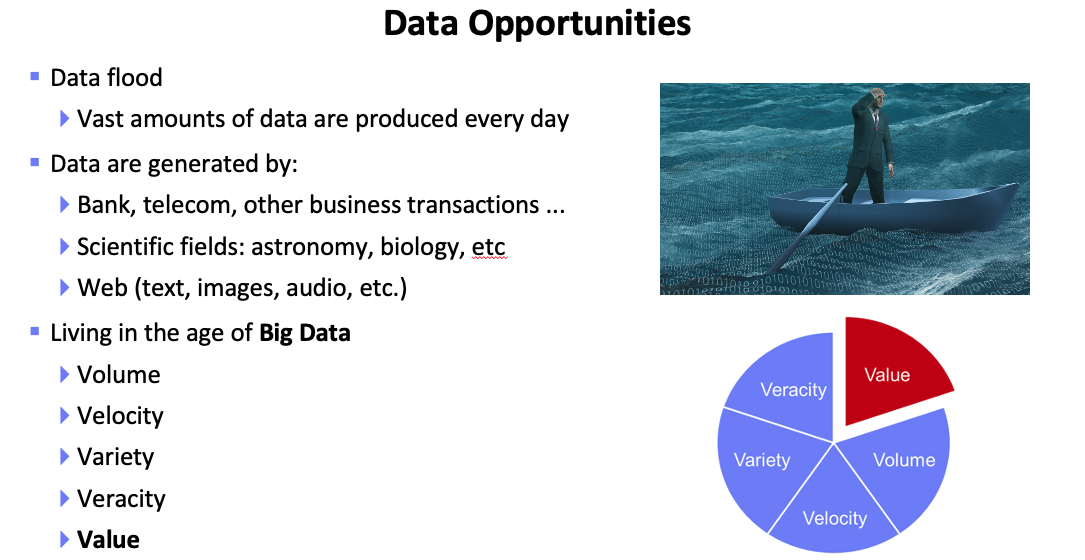 Data Opportunities
Data flood
Vast amounts of data are produced every day
Data are generated by:
Bank, telecom, other business transactions ...
Scientific fields: astronomy, biology, etc
Web (text, images, audio, etc.)
Living in the age of Big Data
Volume
Velocity
Variety
Veracity
Value
Value
Veracity
Variety
Volume
Velocity